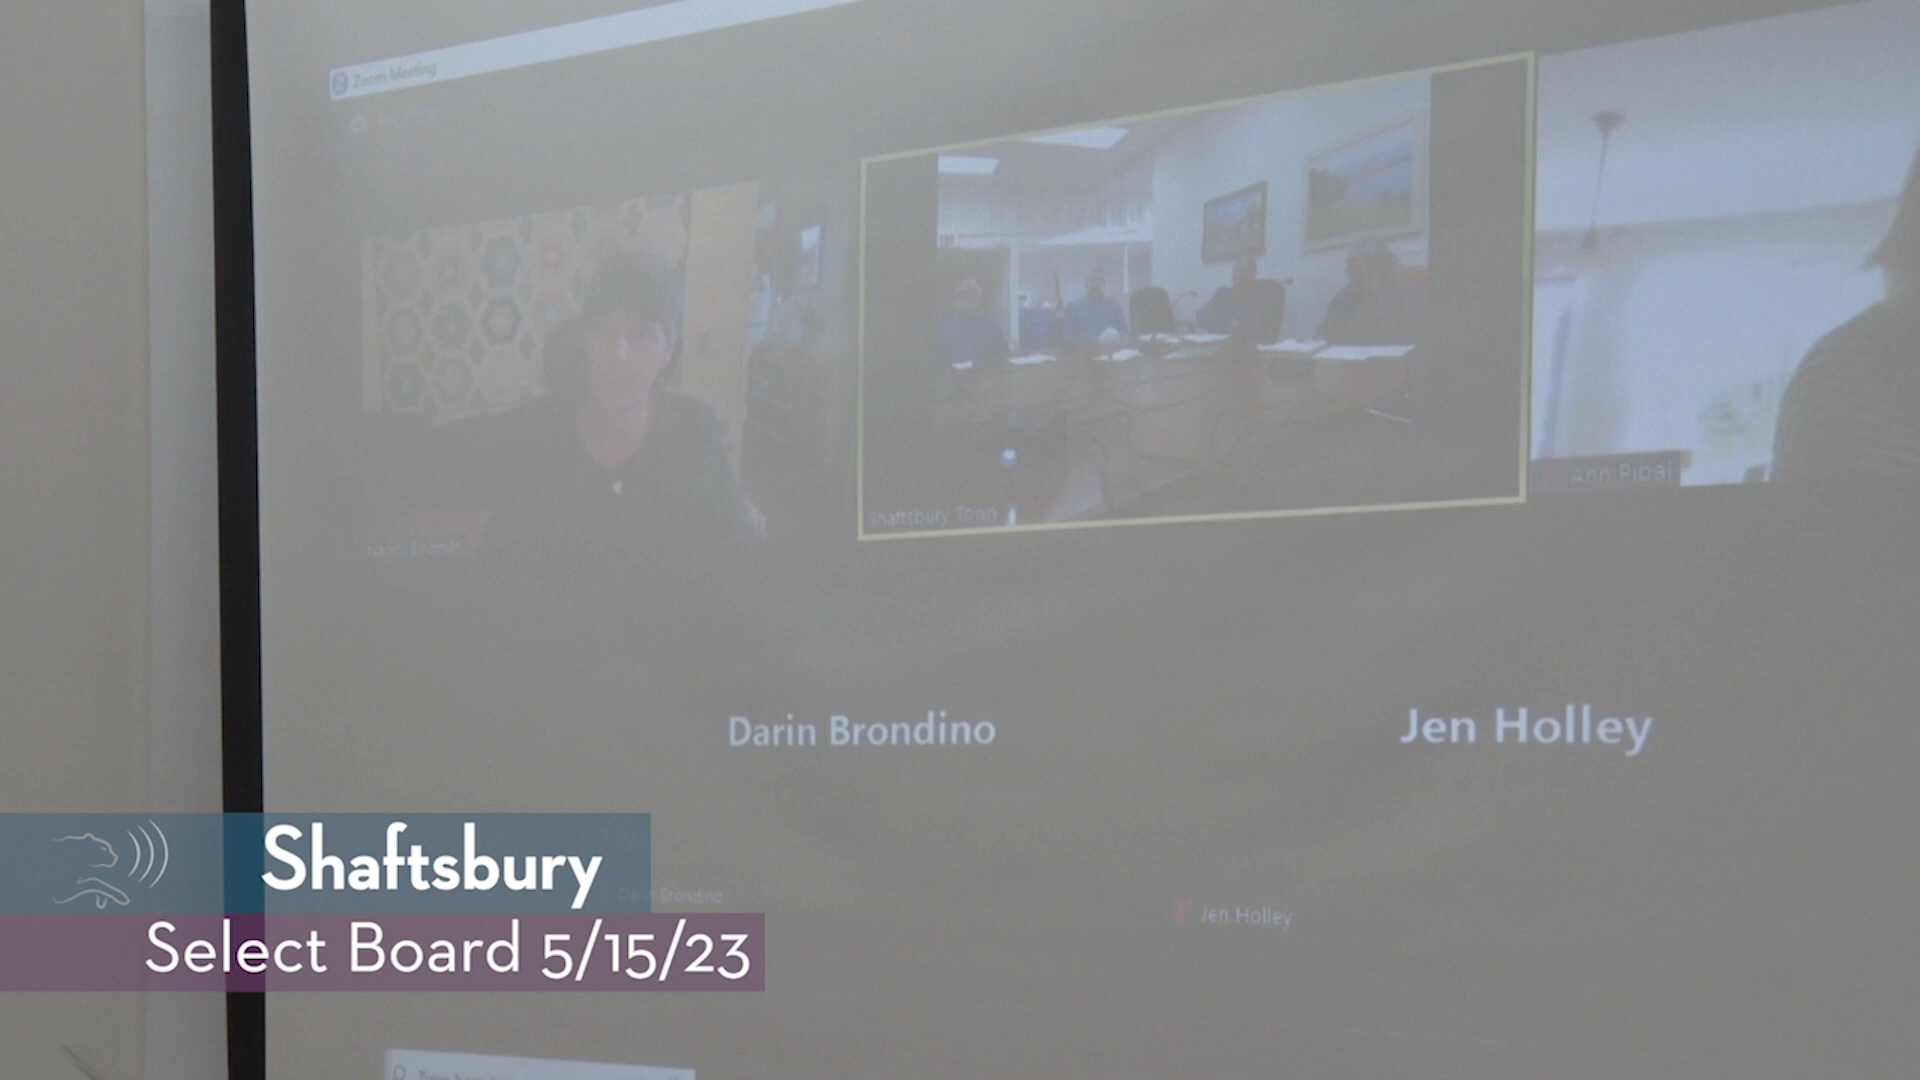 Zoom Meeting
Ann Pibal
Shaftsbury Town
Darin Brondino
Jen Holley
Darin Brondino
Jen Holley
Shaftsbury
Select Board 5/15/23